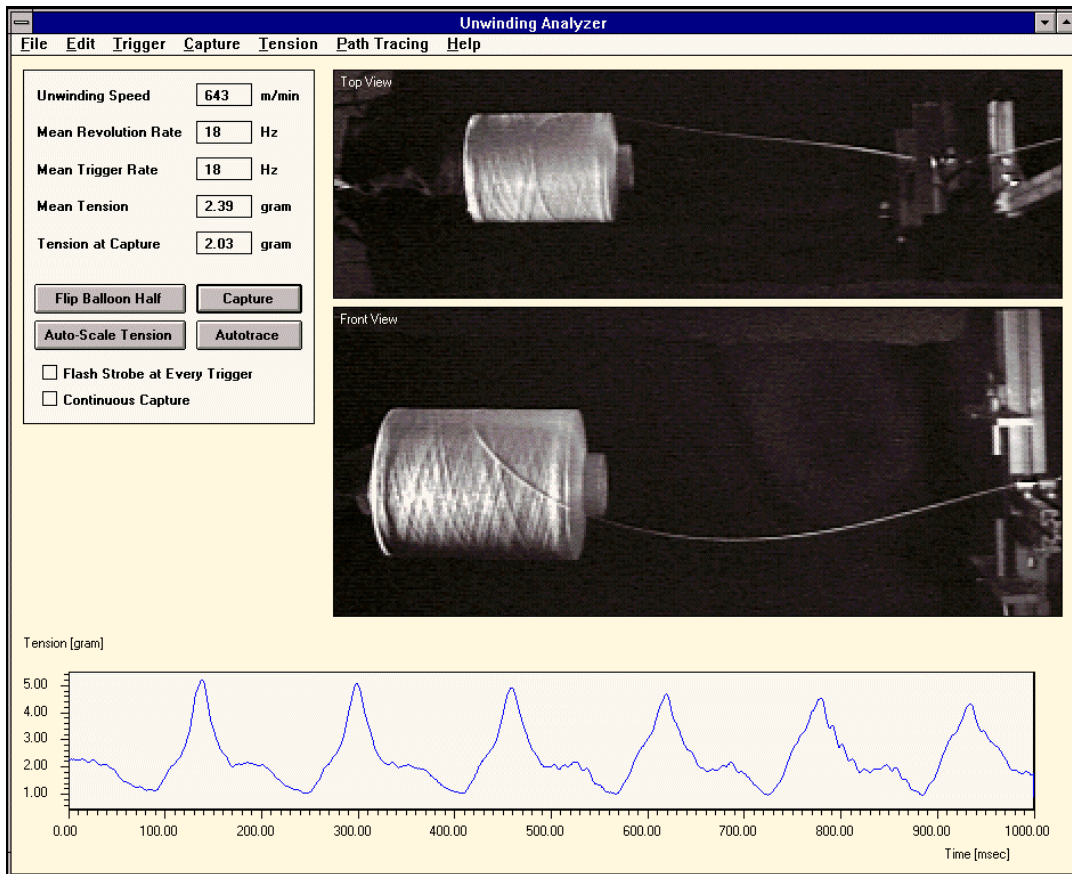 Unwinding Analyzer
File Edit Trigger Capture Tension Path Tracing Help
Unwinding Speed 643 m/min
Mean Revolution Rate 18 Hz
Mean Trigger Rate 18 Hz
Mean Tension 2.39 gram
Tension at Capture 2.03 gram
Flip Balloon Half Capture
Auto-Scale Tension Autotrace
Flash Strobe at Every Trigger
Continuous Capture
Top View
Front View
Tension [gram]
5.00
4.00
3.00
2.00
1.00
0.00 100.00 200.00 300.00 400.00 500.00 600.00 700.00 800.00 900.00 1000.00
Time [msec]